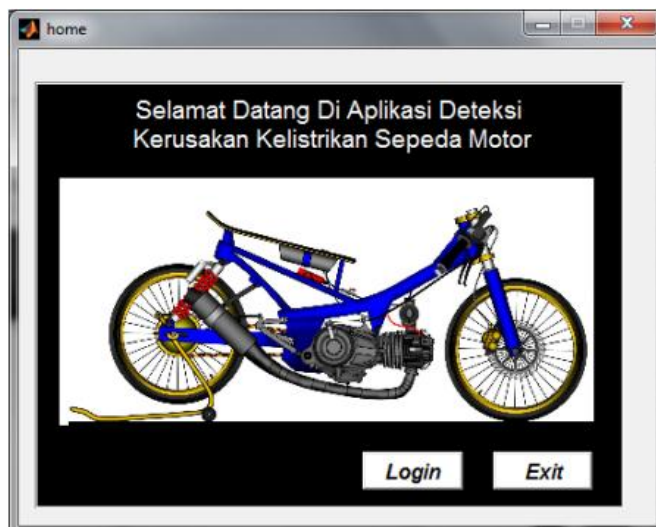 home
Selamat Datang Di Aplikasi Deteksi
Kerusakan Kelistrikan Sepeda Motor
Login
Exit